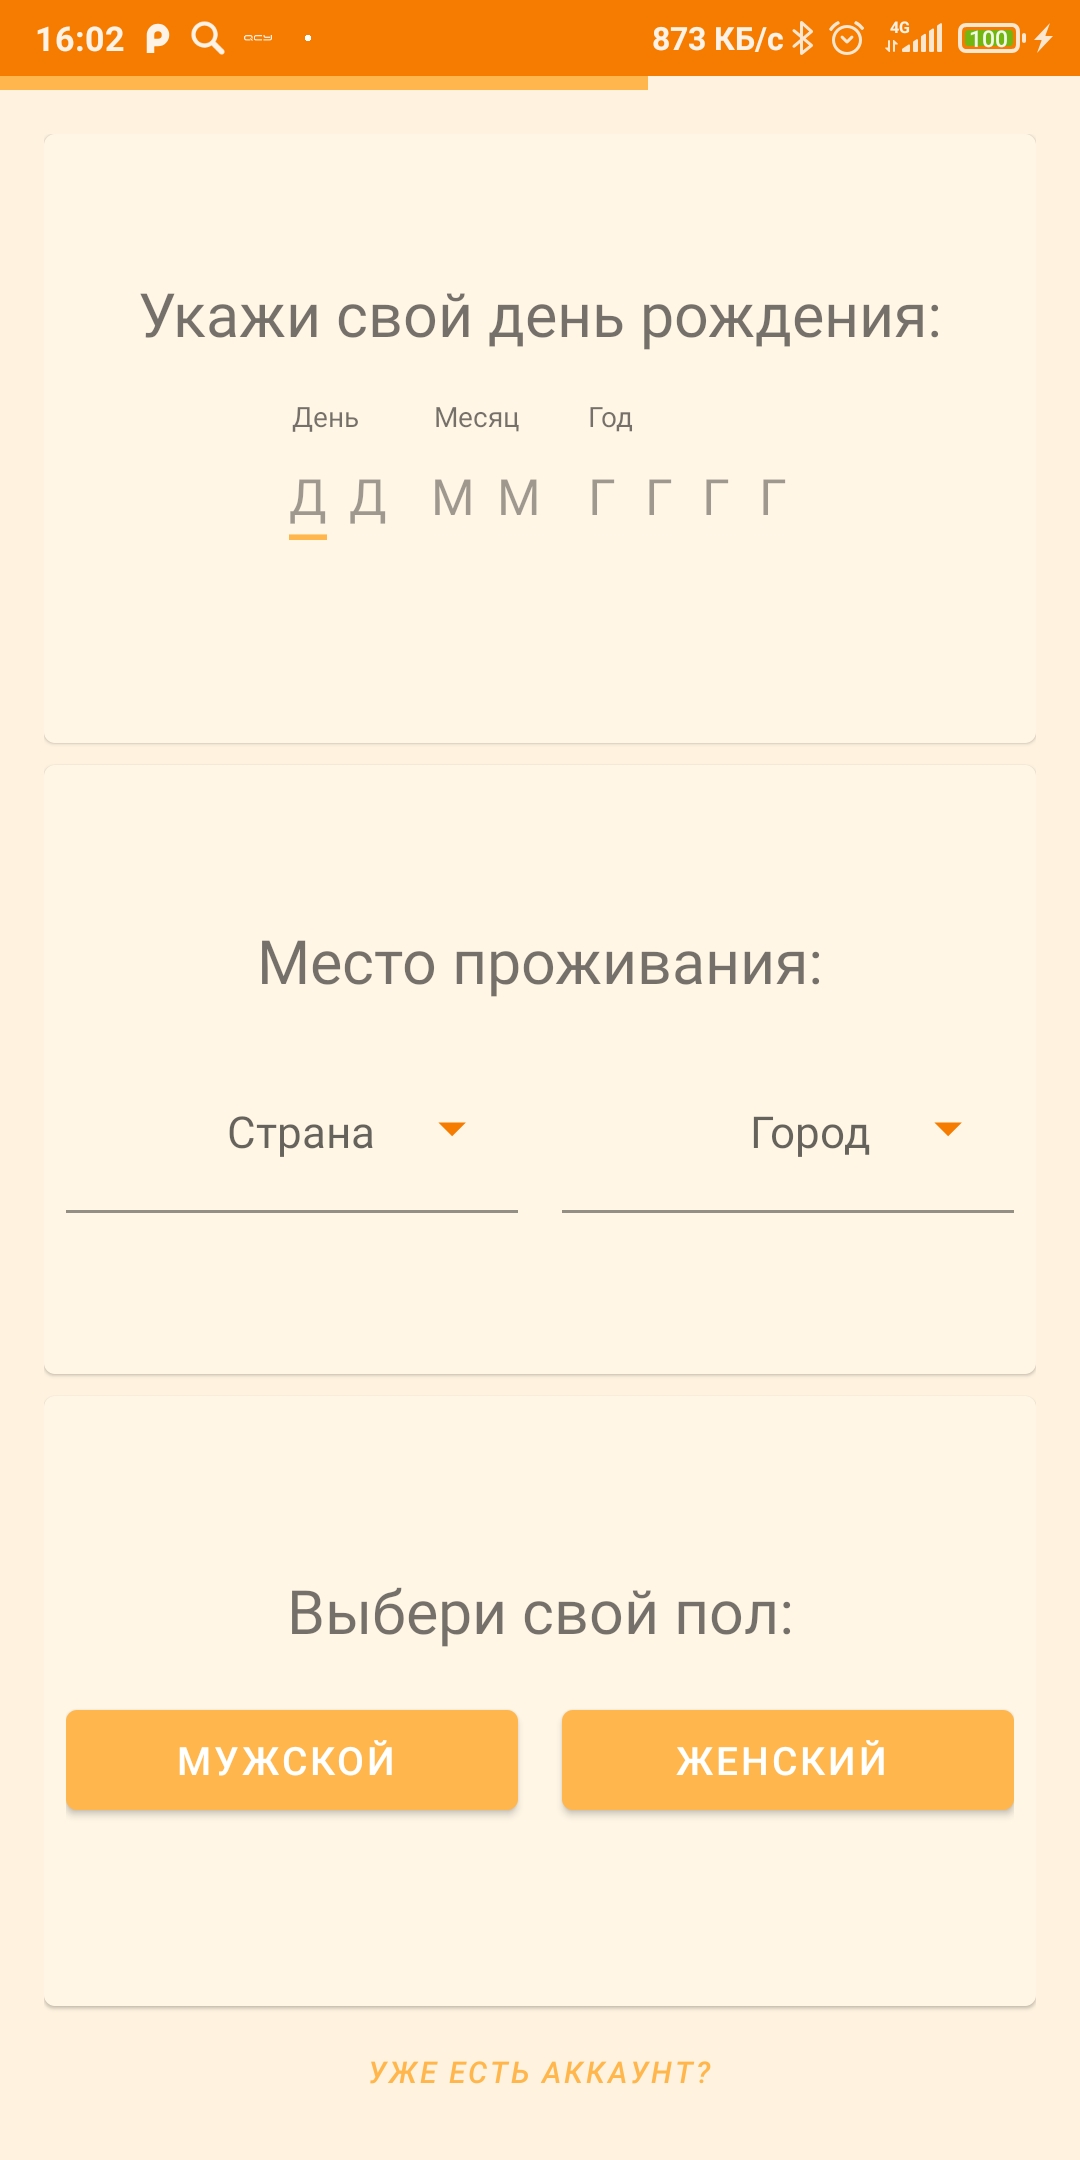 16:02
873 КБ/с
4G
100
Укажи свой день рождения:
День Месяц Год
Д Д М М Г Г Г Г
Место проживания:
Страна Город
Выбери свой пол:
МУЖСКОЙ ЖЕНСКИЙ
УЖЕ ЕСТЬ АККАУНТ?